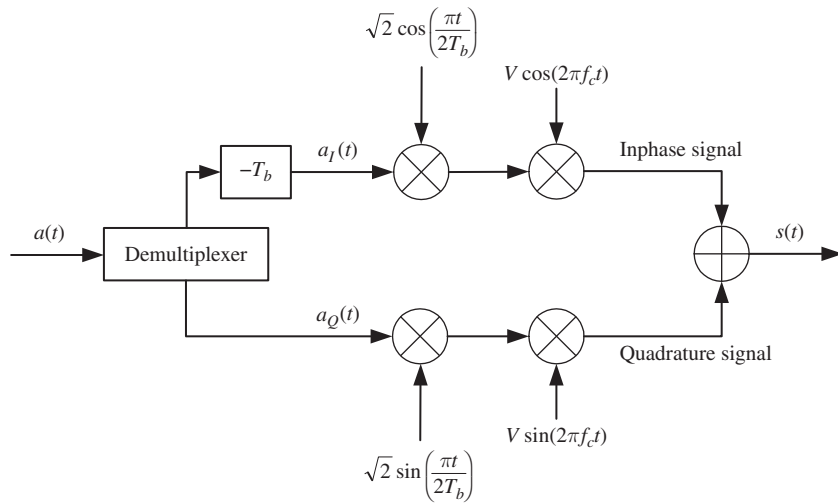 √2 cos(πt/2T_b)
V cos(2πf_ct)
−T_b
a_I(t)
Inphase signal
a(t)
Demultiplexer
s(t)
a_Q(t)
Quadrature signal
V sin(2πf_ct)
√2 sin(πt/2T_b)